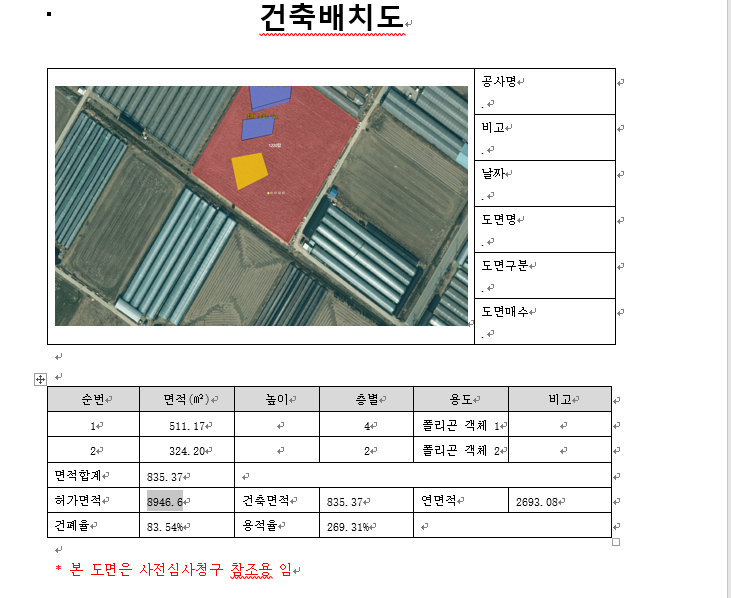 건축배치도
공사명
.
비고
.
날짜
.
도면명
.
도면구분
.
도면매수
.
순번 면적(㎡) 높이 층별 용도 비고
1 511.17 4 폴리곤 객체 1
2 324.20 2 폴리곤 객체 2
면적합계 835.37
허가면적 8946.6 건축면적 835.37 연면적 2693.08
건폐율 83.54% 용적율 269.31%
* 본 도면은 사전심사청구 참조용 임